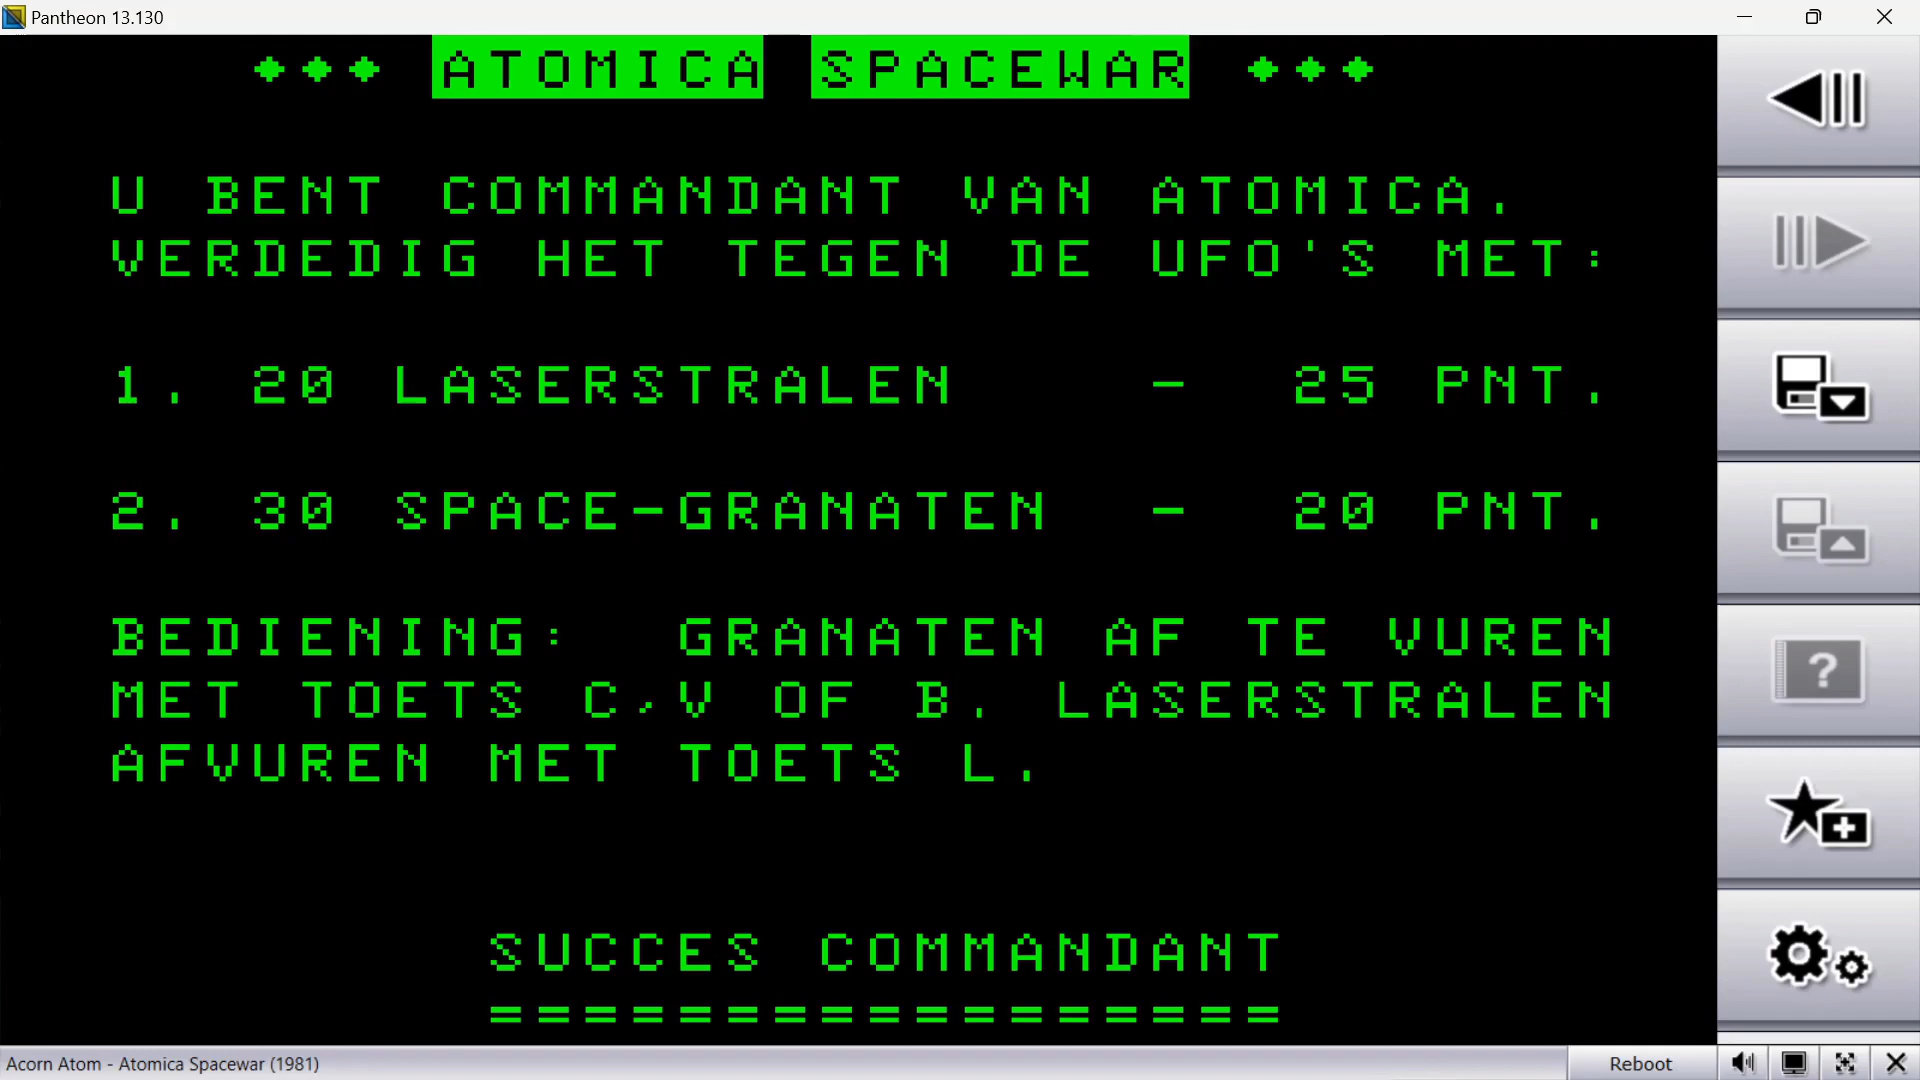 Pantheon 13.130
ATOMICA SPACEWAR
U BENT COMMANDANT VAN ATOMICA.
VERDEDIG HET TEGEN DE UFO'S MET:
1. 20 LASERSTRALEN - 25 PNT.
2. 30 SPACE-GRANATEN - 20 PNT.
BEDIENING: GRANATEN AF TE VUREN
MET TOETS C,V OF B. LASERSTRALEN
AFVUREN MET TOETS L.
SUCCES COMMANDANT
=================
Acorn Atom - Atomica Spacewar (1981)
Reboot